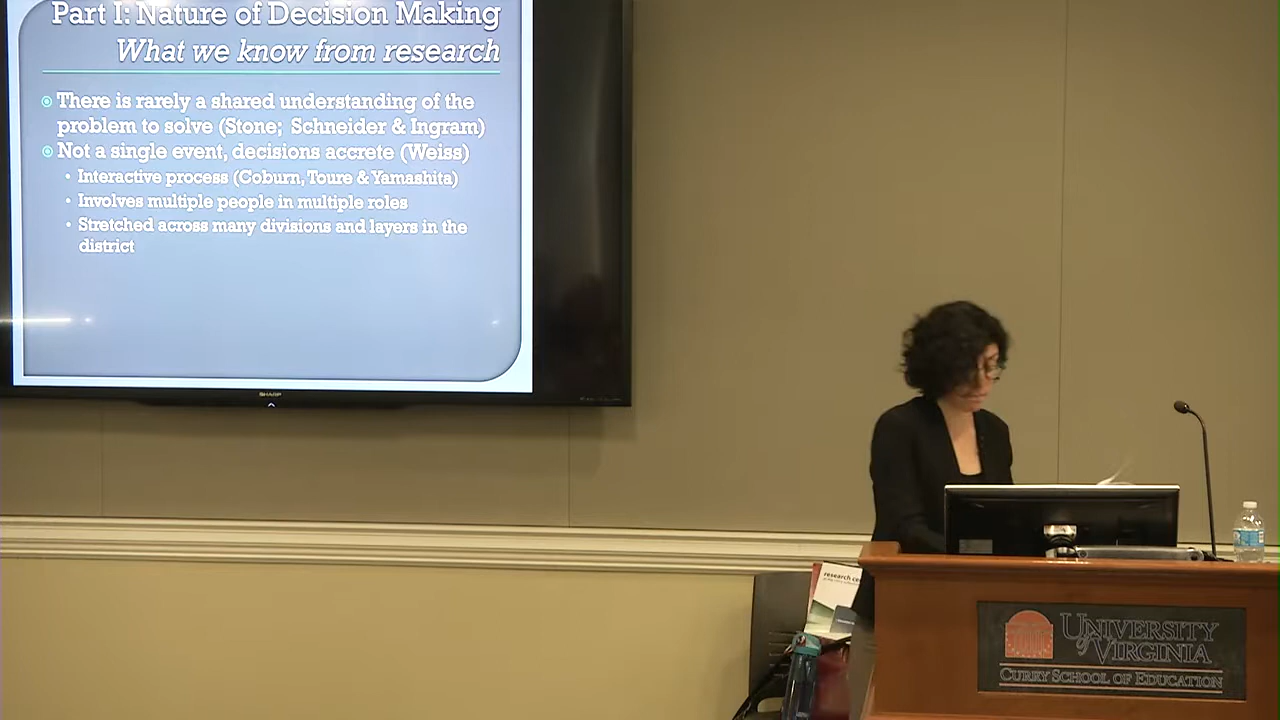 Part I: Nature of Decision Making
What we know from research
There is rarely a shared understanding of the
problem to solve (Stone; Schneider & Ingram)
Not a single event, decisions accrete (Weiss)
Interactive process (Coburn, Toure & Yamashita)
Involves multiple people in multiple roles
Stretched across many divisions and layers in the
district
SHARP
research
UNIVERSITY
of VIRGINIA
CURRY SCHOOL OF EDUCATION